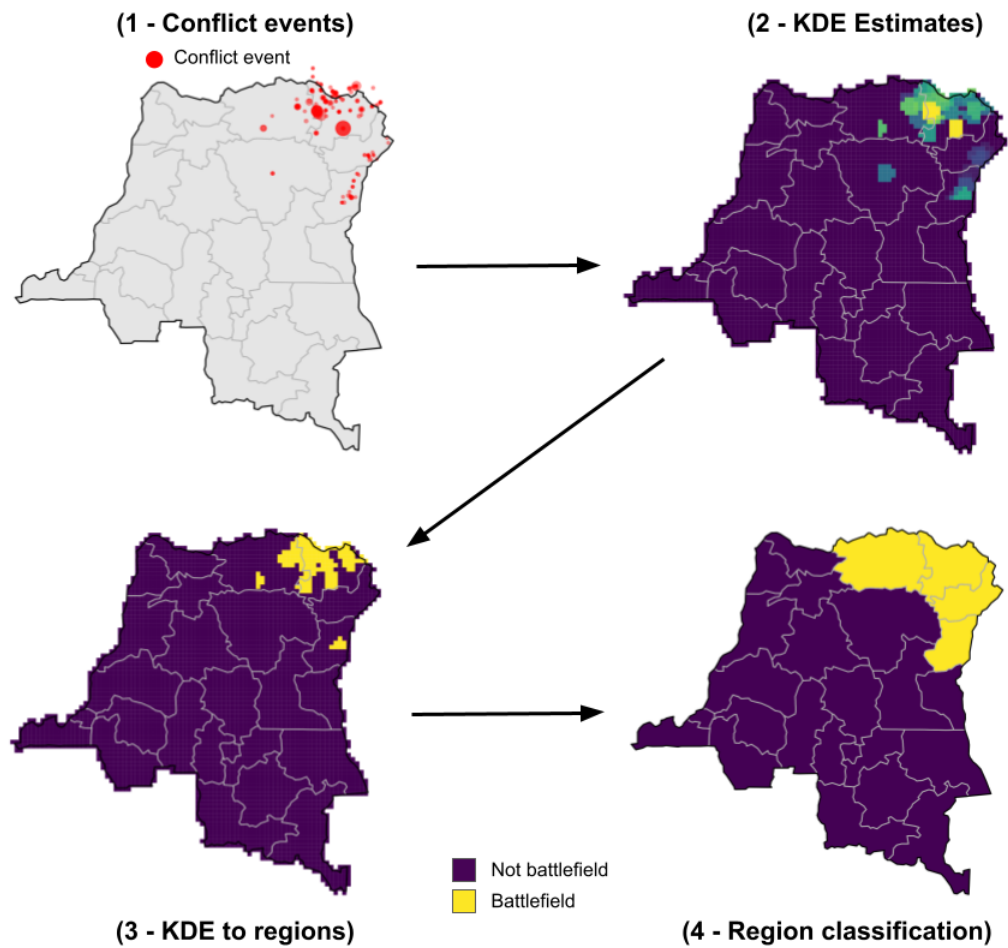 (1 - Conflict events)
Conflict event
(2 - KDE Estimates)
Not battlefield
Battlefield
(3 - KDE to regions)
(4 - Region classification)